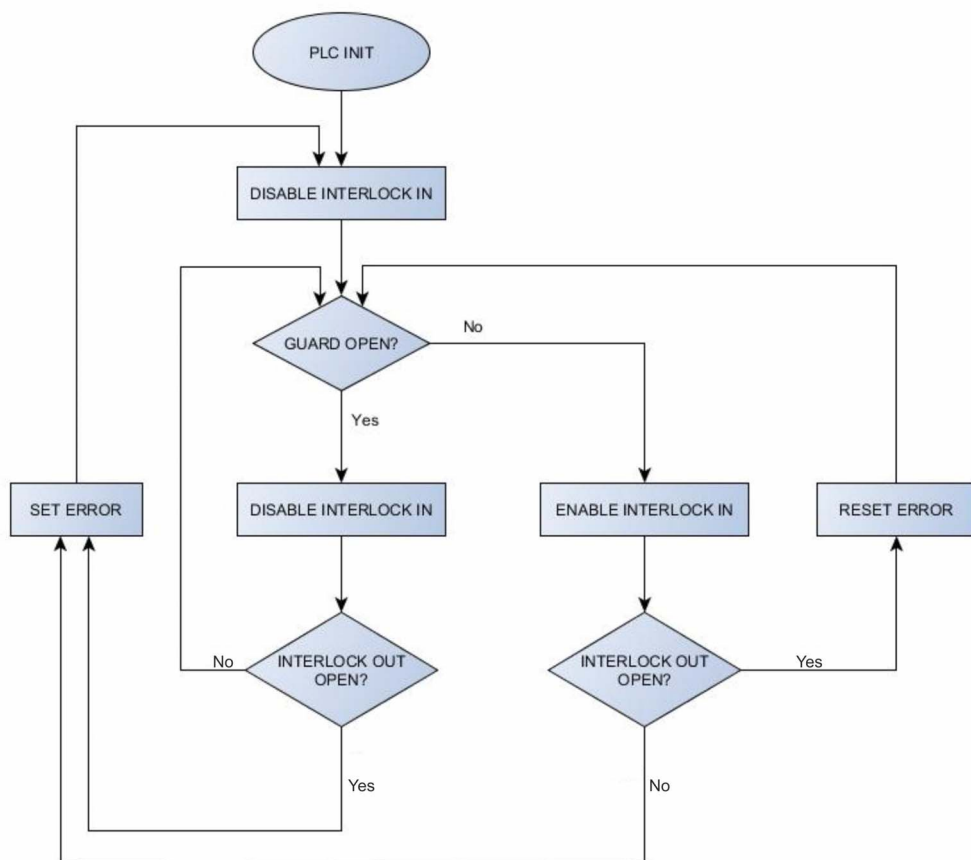 PLC INIT
DISABLE INTERLOCK IN
GUARD OPEN?
No
Yes
SET ERROR
DISABLE INTERLOCK IN
ENABLE INTERLOCK IN
RESET ERROR
No
INTERLOCK OUT
OPEN?
INTERLOCK OUT
OPEN?
Yes
Yes
No